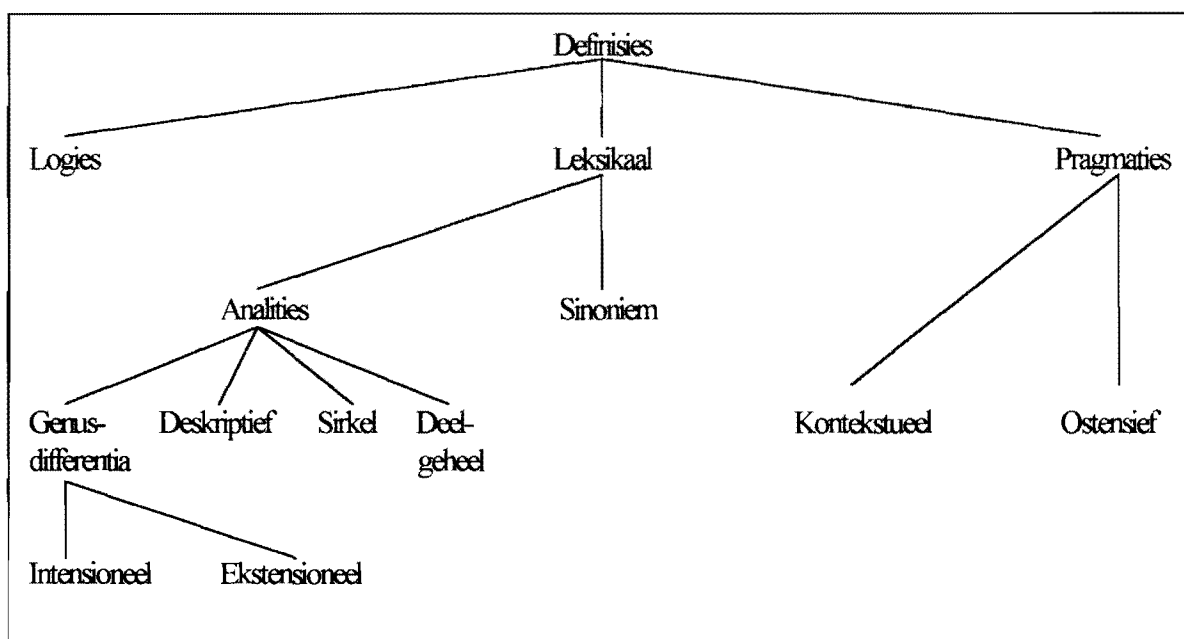 Definisies
Logies Leksikaal Pragmaties
Analities Sinoniem
Genus- Deskriptief Sirkel Deel- Kontekstueel Ostensief
differentia geheel
Intensioneel Ekstensioneel